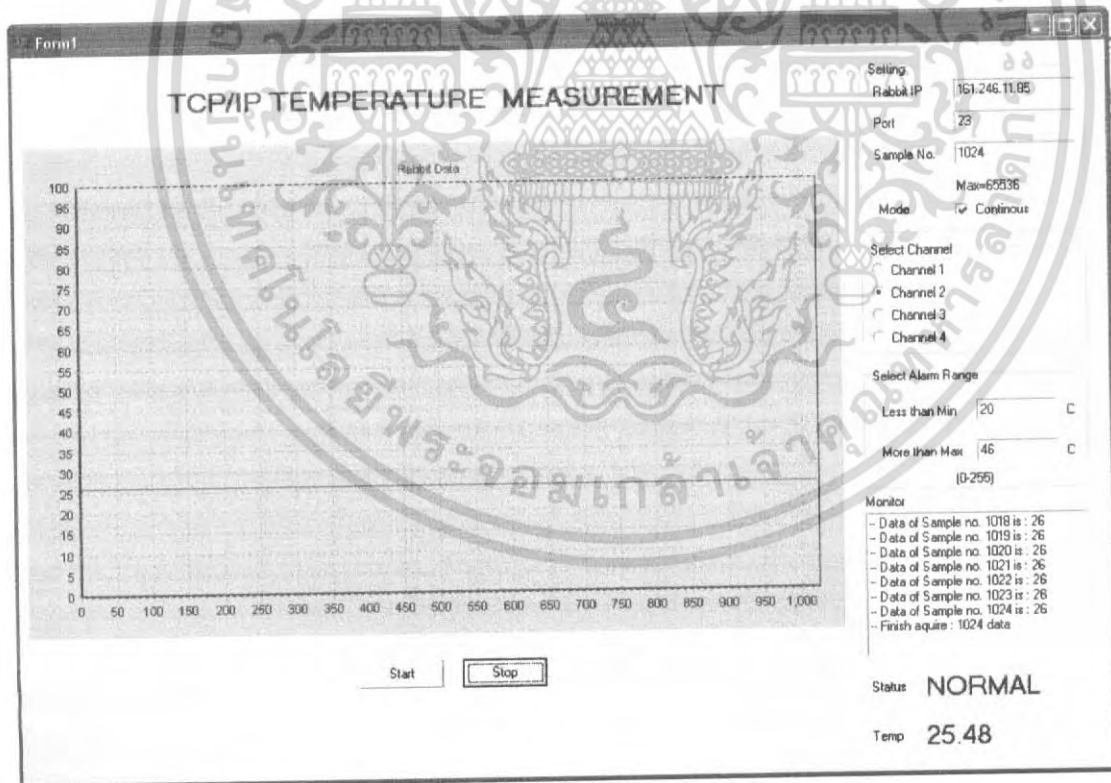 Form1
TCP/IP TEMPERATURE MEASUREMENT
Rabbit Data
100
95
90
85
80
75
70
65
60
55
50
45
40
35
30
25
20
15
10
5
0
0 50 100 150 200 250 300 350 400 450 500 550 600 650 700 750 800 850 900 950 1,000
Start
Stop
Setting
Rabbit IP 161.246.11.85
Port 23
Sample No. 1024
Max=65536
Mode Continous
Select Channel
Channel 1
Channel 2
Channel 3
Channel 4
Select Alarm Range
Less than Min 20 C
More than Max 46 C
(0-255)
Monitor
-- Data of Sample no. 1018 is : 26
-- Data of Sample no. 1019 is : 26
-- Data of Sample no. 1020 is : 26
-- Data of Sample no. 1021 is : 26
-- Data of Sample no. 1022 is : 26
-- Data of Sample no. 1023 is : 26
-- Data of Sample no. 1024 is : 26
-- Finish aquire : 1024 data
Status NORMAL
Temp 25.48